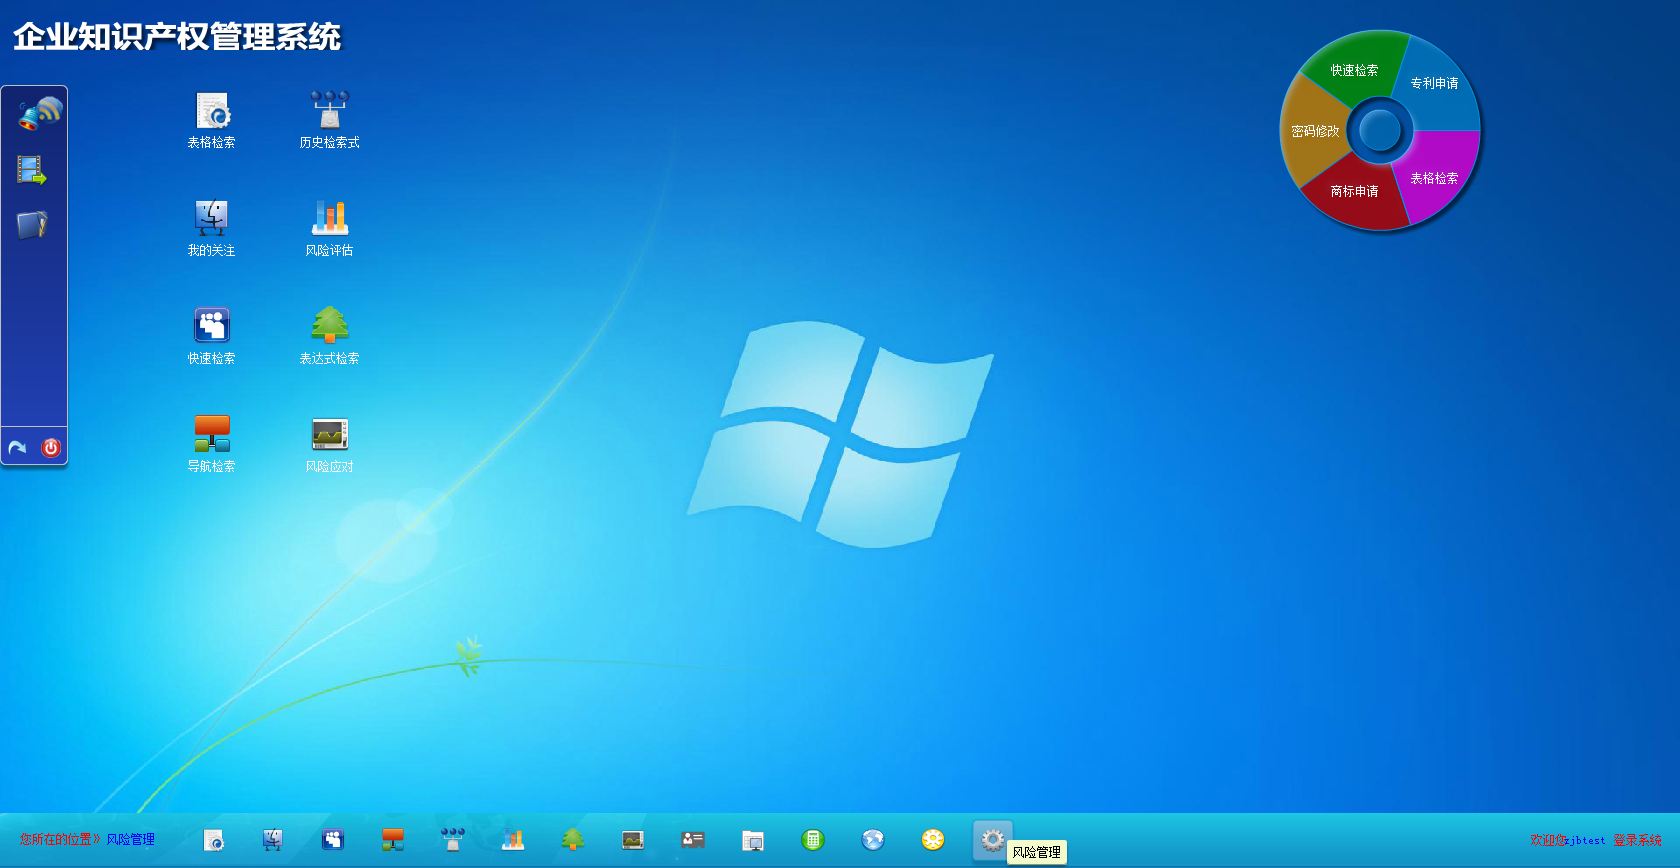 企业知识产权管理系统
快速检索
专利申请
密码修改
表格检索
商标申请
表格检索
历史检索式
我的关注
风险评估
快速检索
表达式检索
导航检索
风险应对
您所在的位置》 风险管理
风险管理
欢迎您zjbtest 登录系统